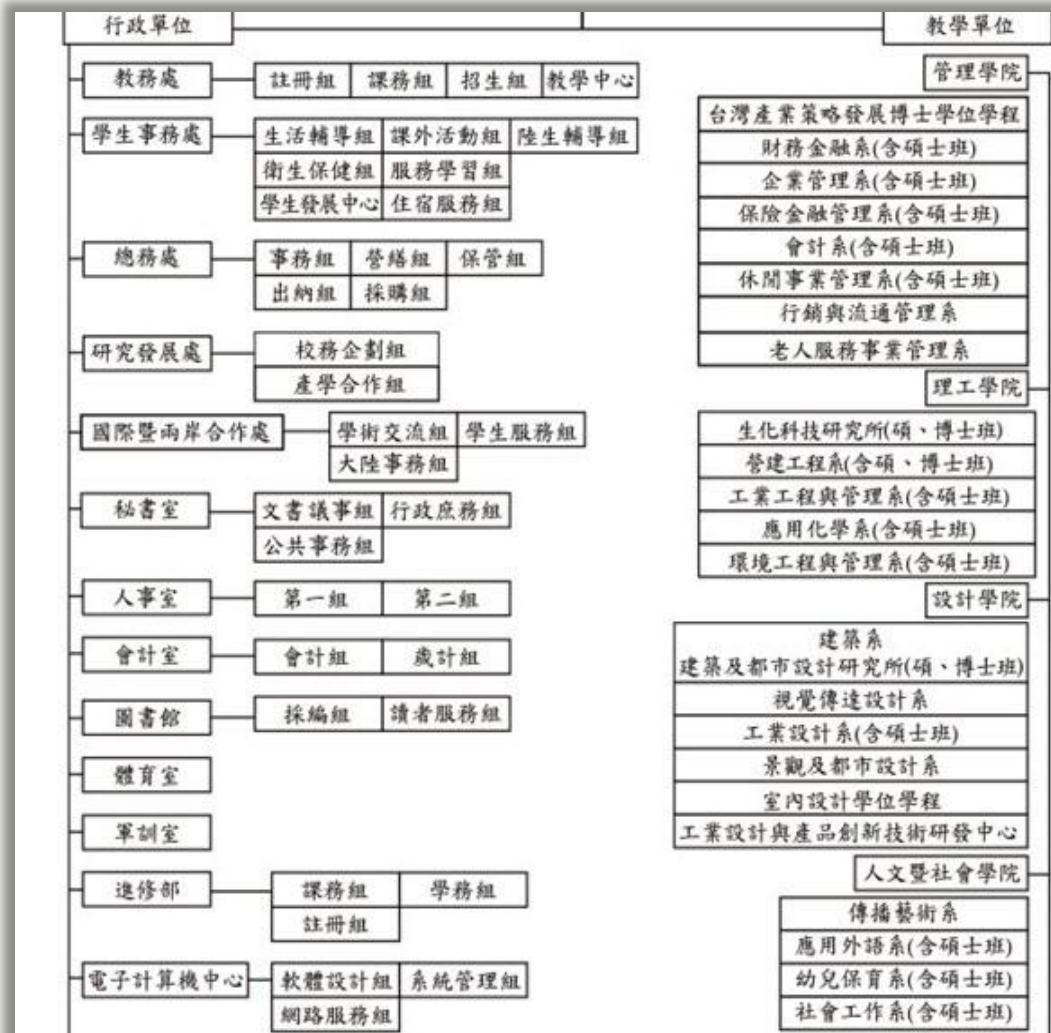 行政單位
教務處
註冊組 課務組 招生組 教學中心
學生事務處
生活輔導組 課外活動組 陸生輔導組
衛生保健組 服務學習組
學生發展中心 住宿服務組
總務處
事務組 營繕組 保管組
出納組 採購組
研究發展處
校務企劃組
產學合作組
國際暨兩岸合作處
學術交流組 學生服務組
大陸事務組
秘書室
文書議事組 行政庶務組
公共事務組
人事室
第一組 第二組
會計室
會計組 歲計組
圖書館
採編組 讀者服務組
體育室
軍訓室
進修部
課務組 學務組
註冊組
電子計算機中心
軟體設計組 系統管理組
網路服務組
教學單位
管理學院
台灣產業策略發展博士學位學程
財務金融系(含碩士班)
企業管理系(含碩士班)
保險金融管理系(含碩士班)
會計系(含碩士班)
休閒事業管理系(含碩士班)
行銷與流通管理系
老人服務事業管理系
理工學院
生化科技研究所(碩、博士班)
營建工程系(含碩、博士班)
工業工程與管理系(含碩士班)
應用化學系(含碩士班)
環境工程與管理系(含碩士班)
設計學院
建築系
建築及都市設計研究所(碩、博士班)
視覺傳達設計系
工業設計系(含碩士班)
景觀及都市設計系
室內設計學位學程
工業設計與產品創新技術研發中心
人文暨社會學院
傳播藝術系
應用外語系(含碩士班)
幼兒保育系(含碩士班)
社會工作系(含碩士班)